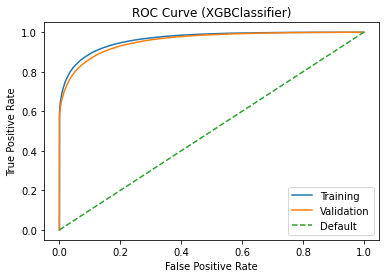 ROC Curve (XGBClassifier)
True Positive Rate
1.0
0.8
0.6
0.4
0.2
0.0
Training
Validation
Default
0.0 0.2 0.4 0.6 0.8 1.0
False Positive Rate